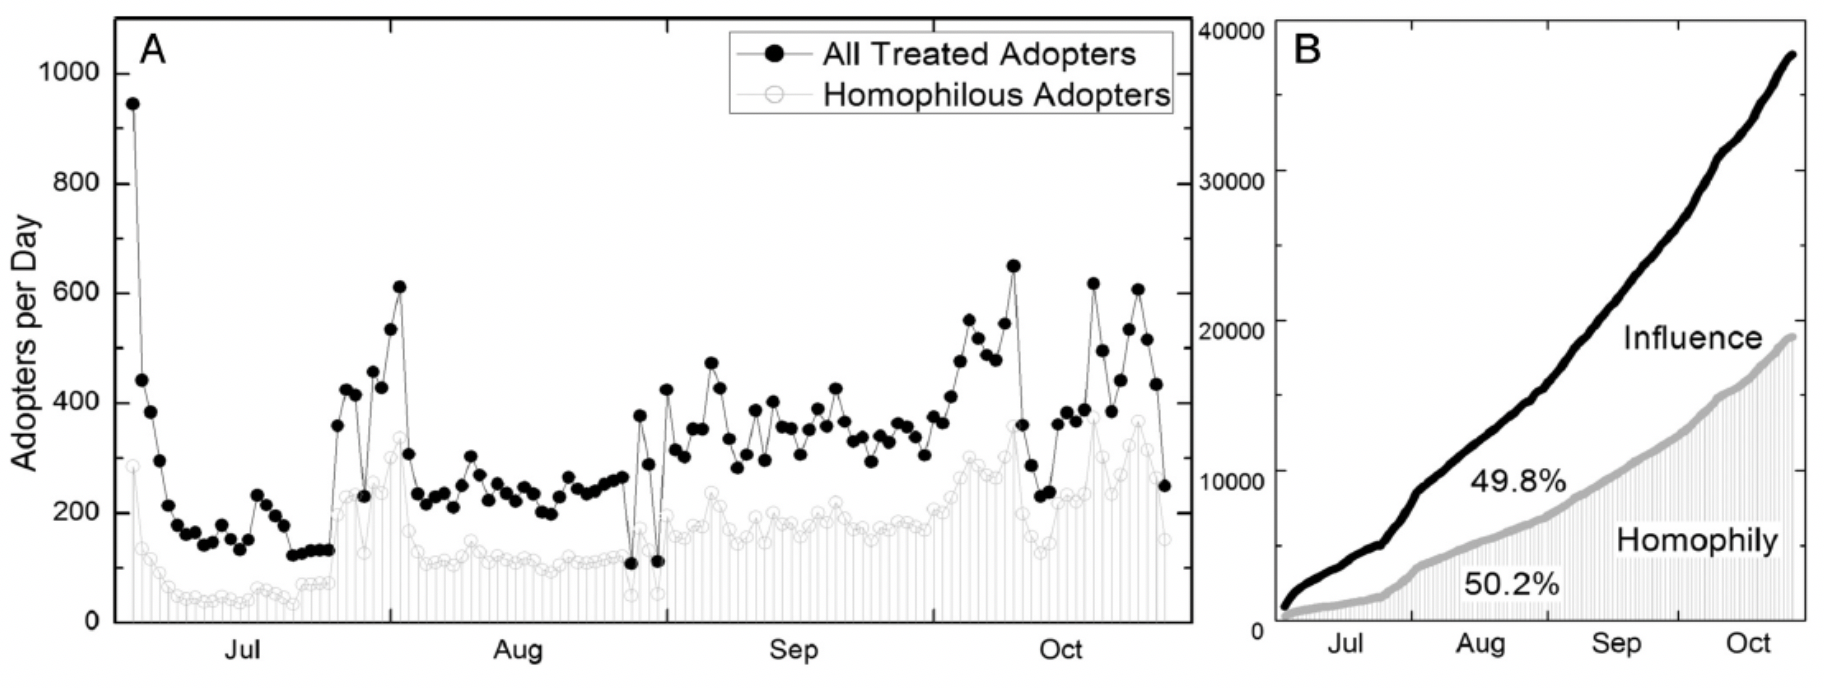 A
All Treated Adopters
Homophilous Adopters
Adopters per Day
1000
800
600
400
200
0
Jul
Aug
Sep
Oct
B
40000
30000
20000
10000
0
Influence
49.8%
Homophily
50.2%
Jul
Aug
Sep
Oct